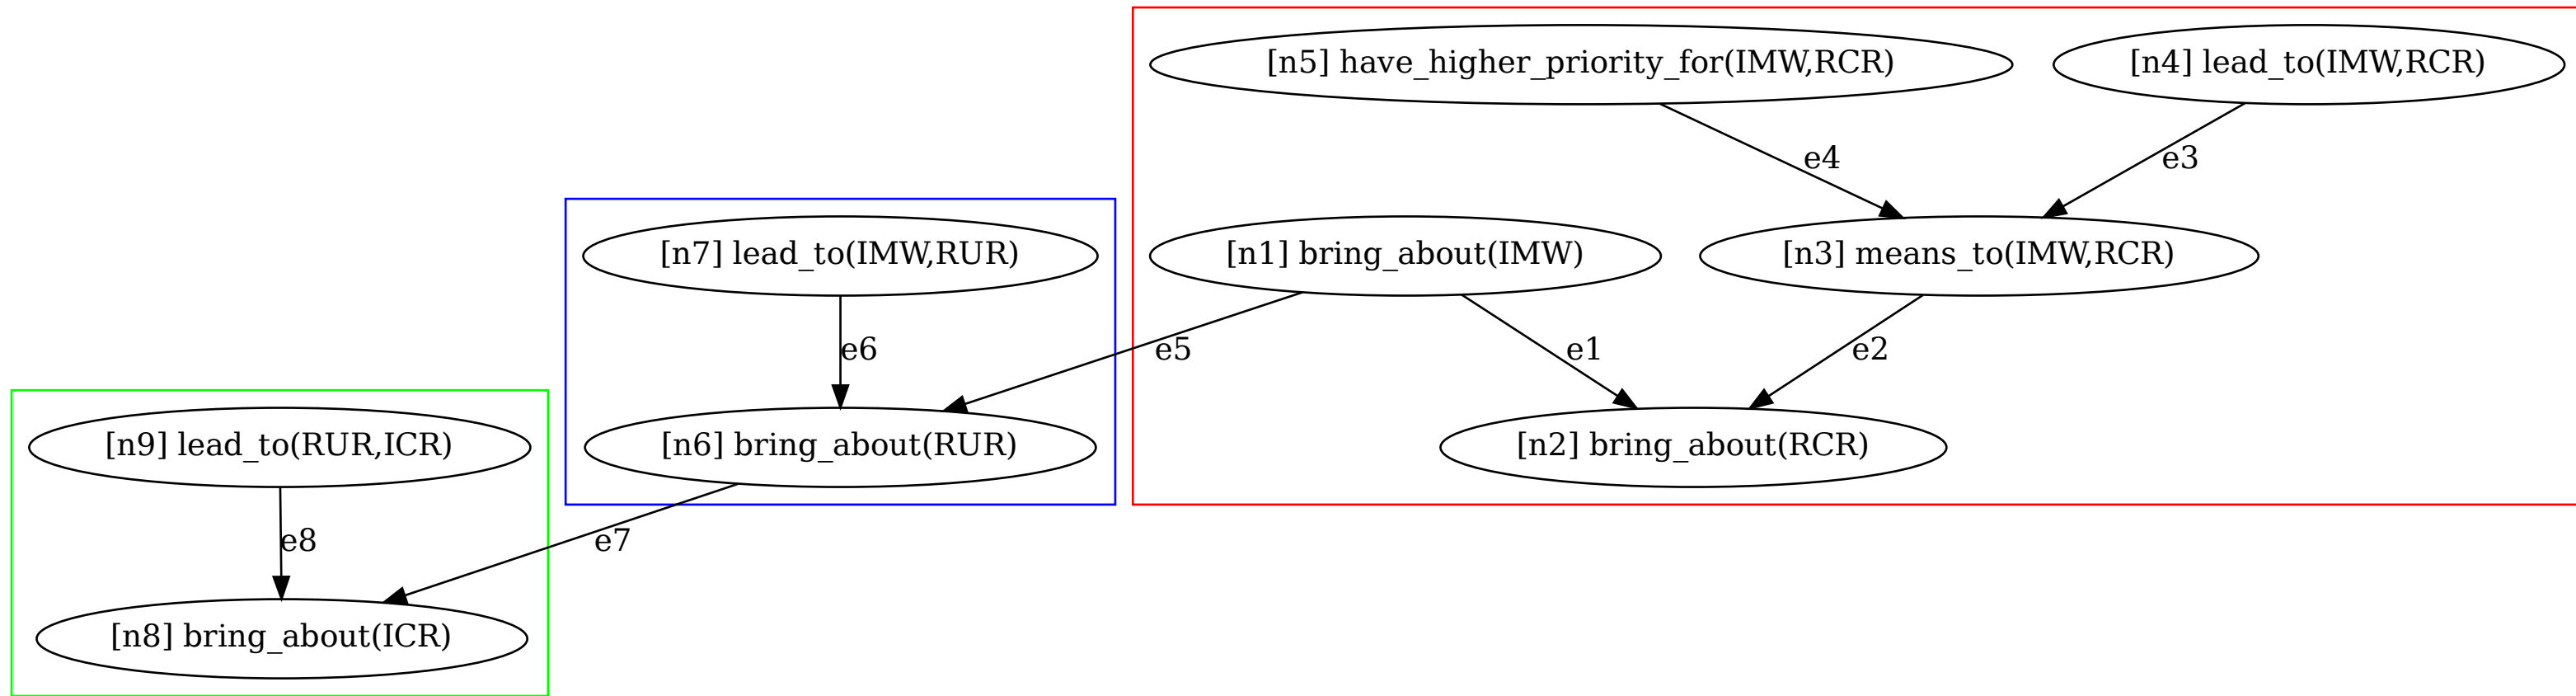 [n5] have_higher_priority_for(IMW,RCR)
[n4] lead_to(IMW,RCR)
e4
e3
[n7] lead_to(IMW,RUR)
[n1] bring_about(IMW)
[n3] means_to(IMW,RCR)
e6
e5
e1
e2
[n9] lead_to(RUR,ICR)
[n6] bring_about(RUR)
[n2] bring_about(RCR)
e8
e7
[n8] bring_about(ICR)